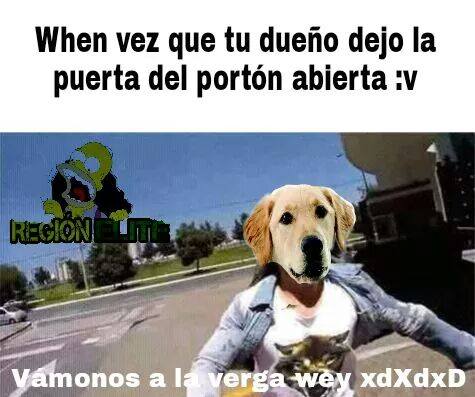 When vez que tu dueño dejo la
puerta del portón abierta :v
REGIÓN ELITE
Vámonos a la verga wey xdXdxD